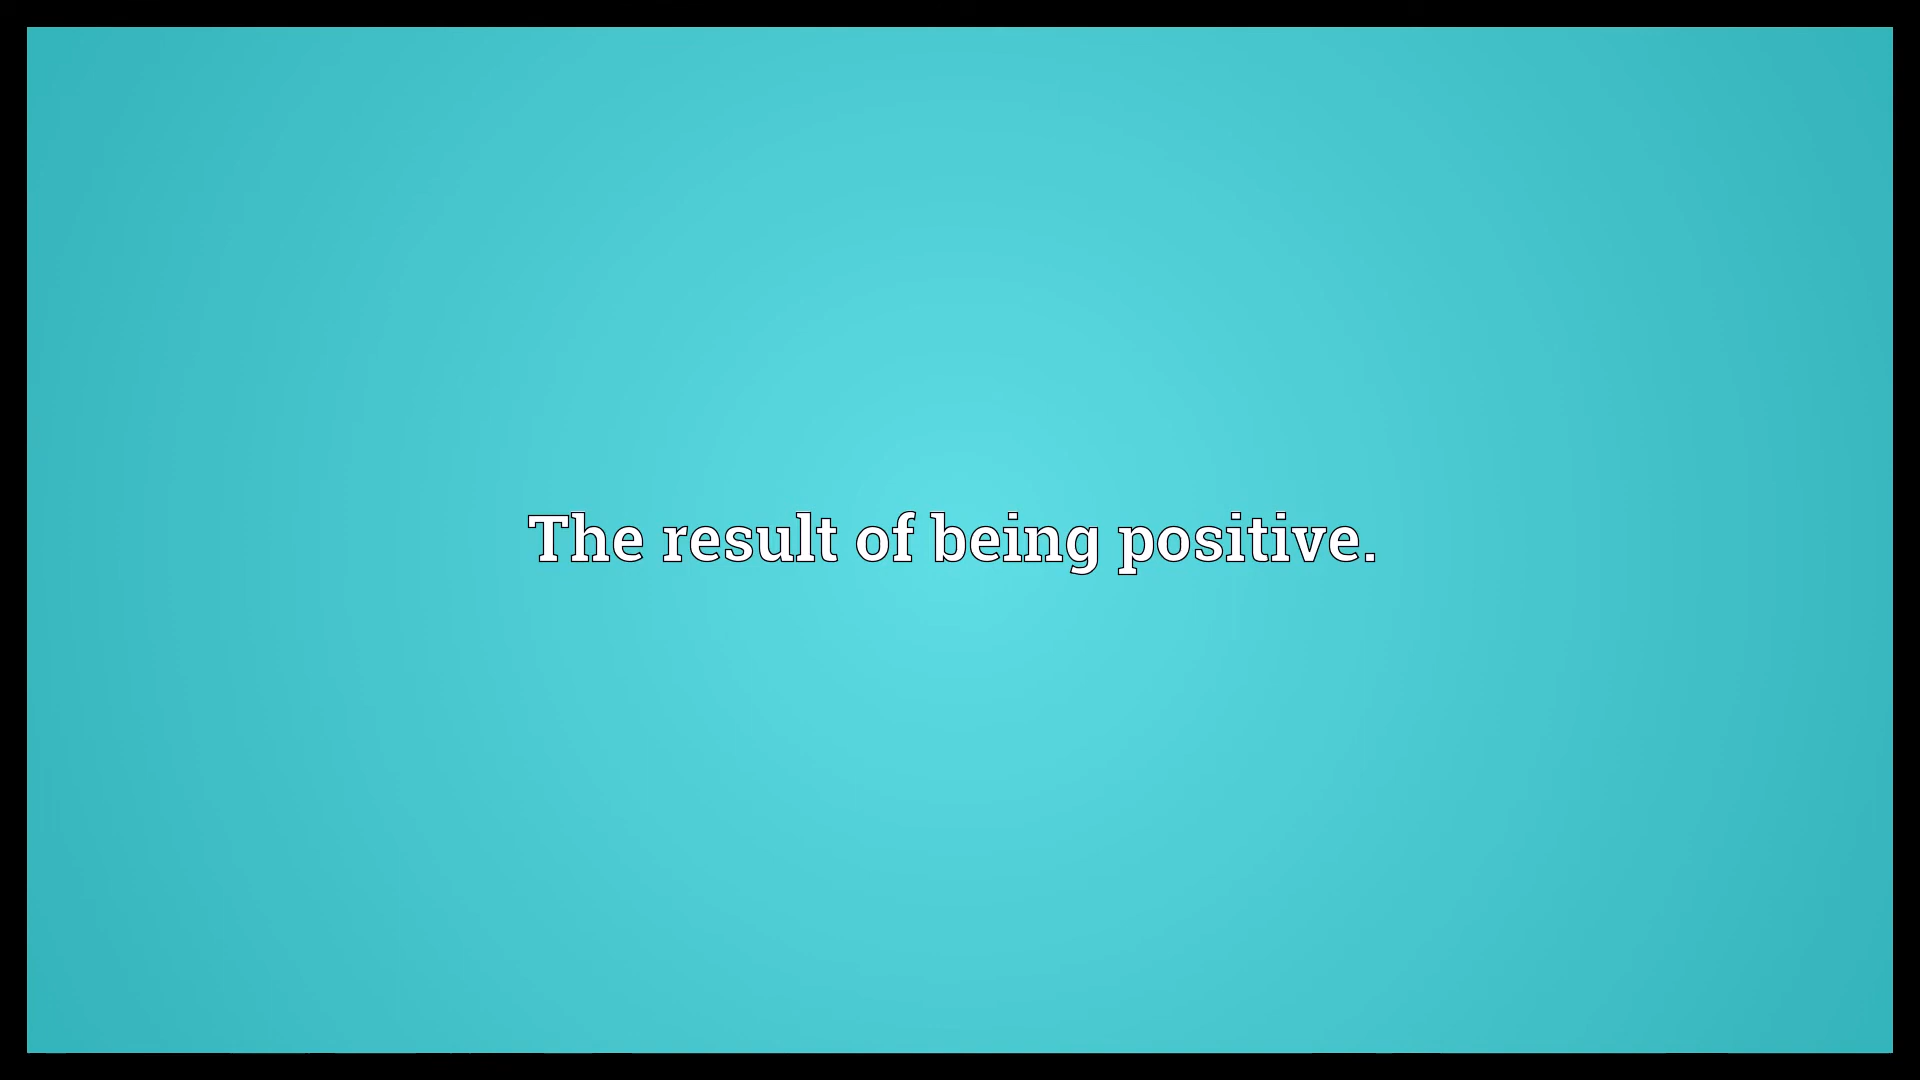 The result of being positive.